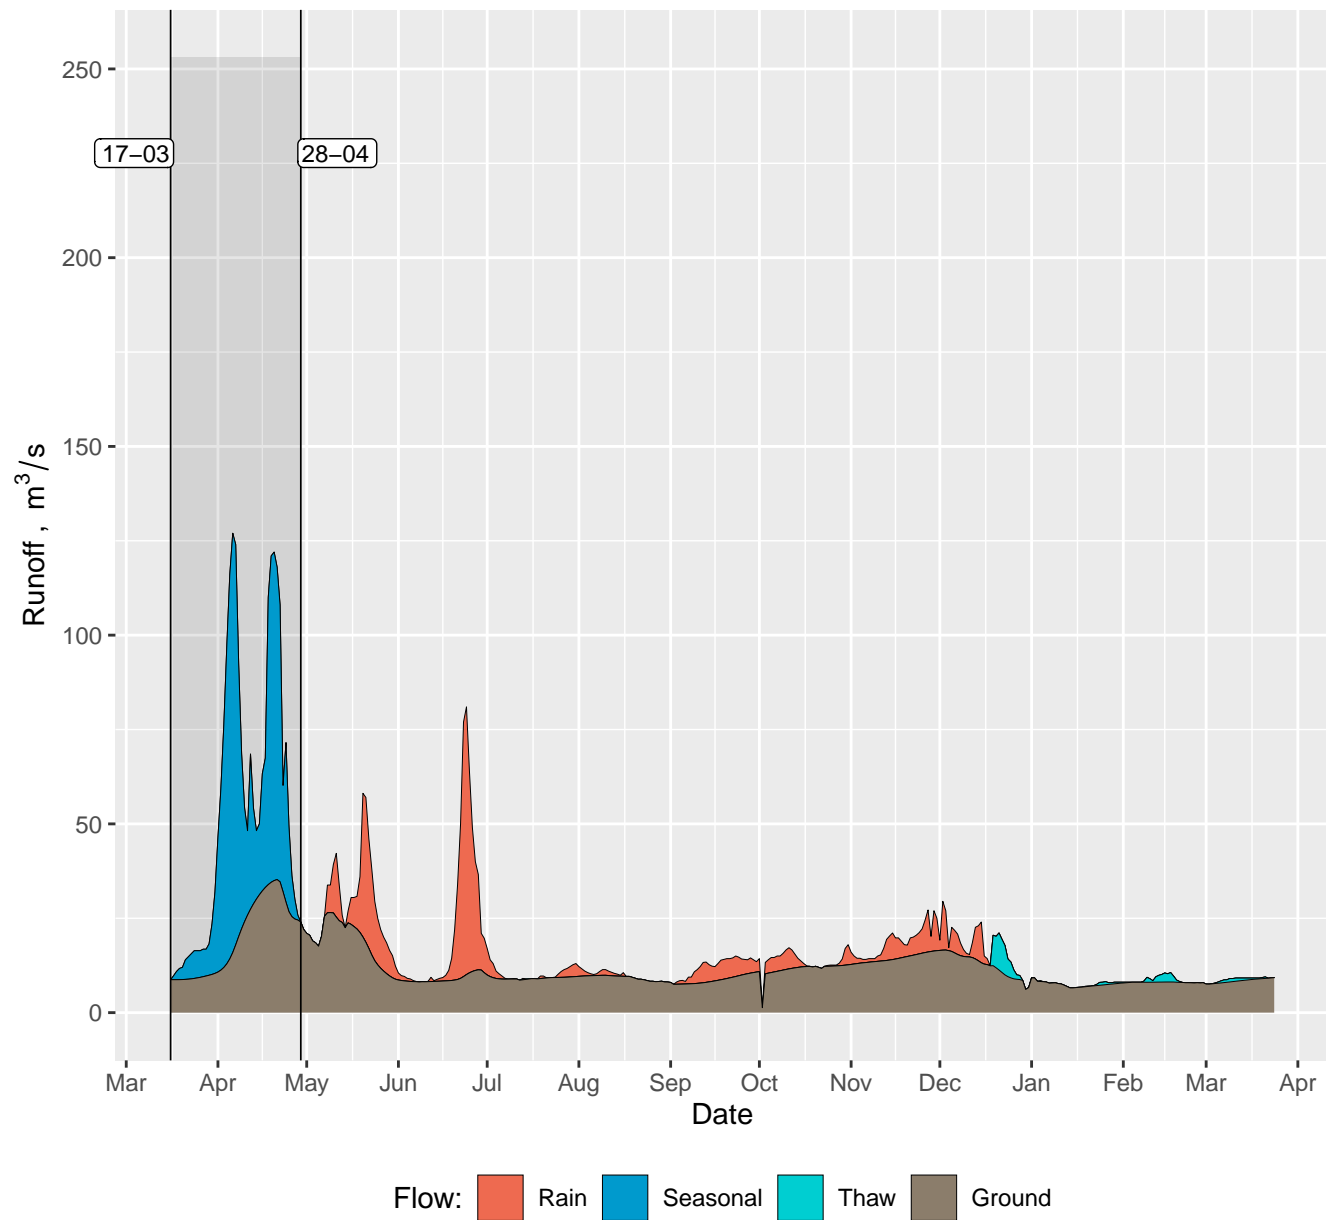 250
200
150
100
50
0
17−03
28−04
Runoff , m³/s
Mar Apr May Jun Jul Aug Sep Oct Nov Dec Jan Feb Mar Apr
Date
Flow: Rain Seasonal Thaw Ground